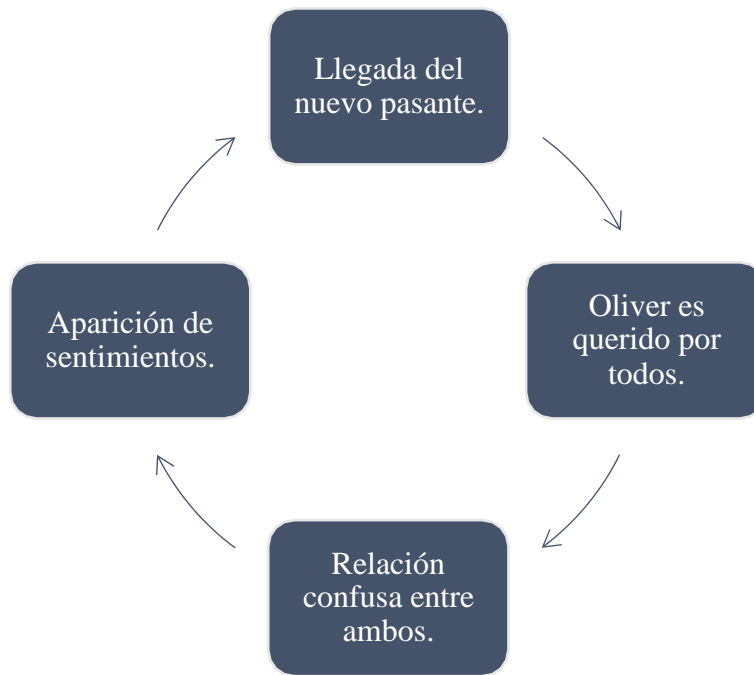 Llegada del
nuevo pasante.
Oliver es
querido por
todos.
Relación
confusa entre
ambos.
Aparición de
sentimientos.